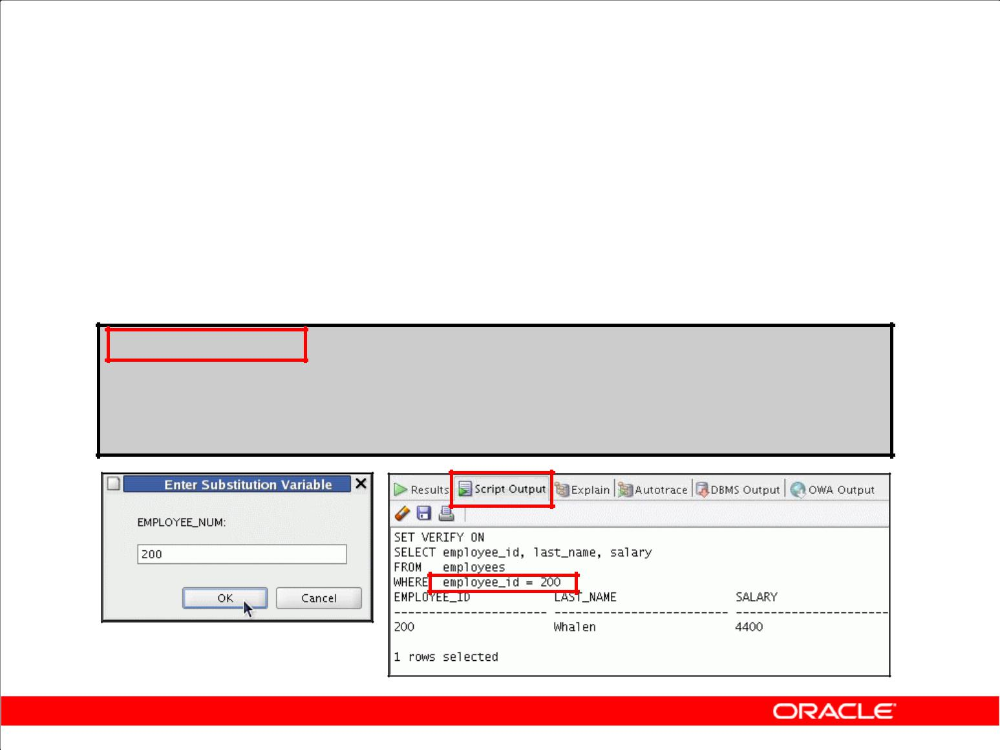 Enter Substitution Variable
EMPLOYEE_NUM:
200
OK Cancel
Results Script Output Explain Autotrace DBMS Output OWA Output
SET VERIFY ON
SELECT employee_id, last_name, salary
FROM employees
WHERE employee_id = 200
EMPLOYEE_ID LAST_NAME SALARY
---------------------- ------------------------- ----------------------
200 Whalen 4400
1 rows selected
ORACLE